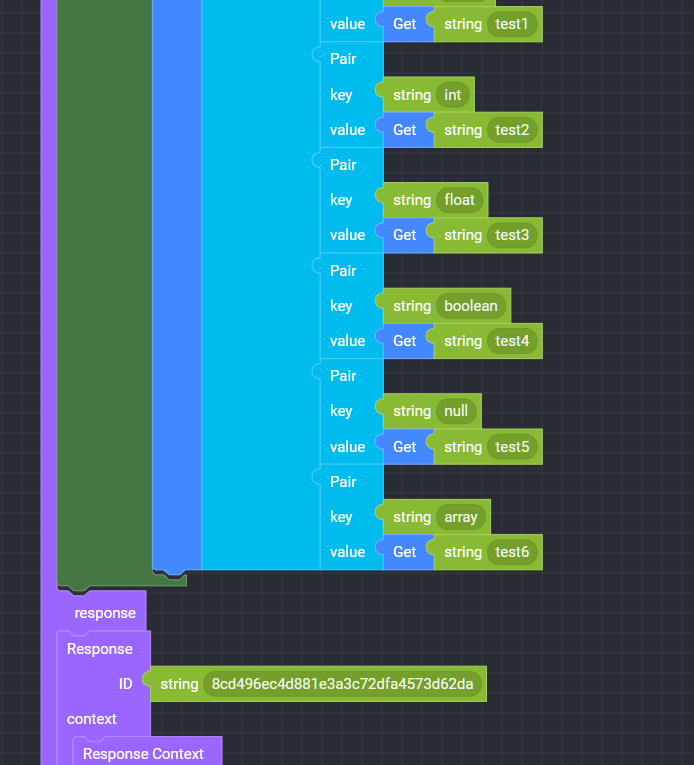 value Get string test1
Pair
key string int
value Get string test2
Pair
key string float
value Get string test3
Pair
key string boolean
value Get string test4
Pair
key string null
value Get string test5
Pair
key string array
value Get string test6
response
Response
ID string 8cd496ec4d881e3a3c72dfa4573d62da
context
Response Context